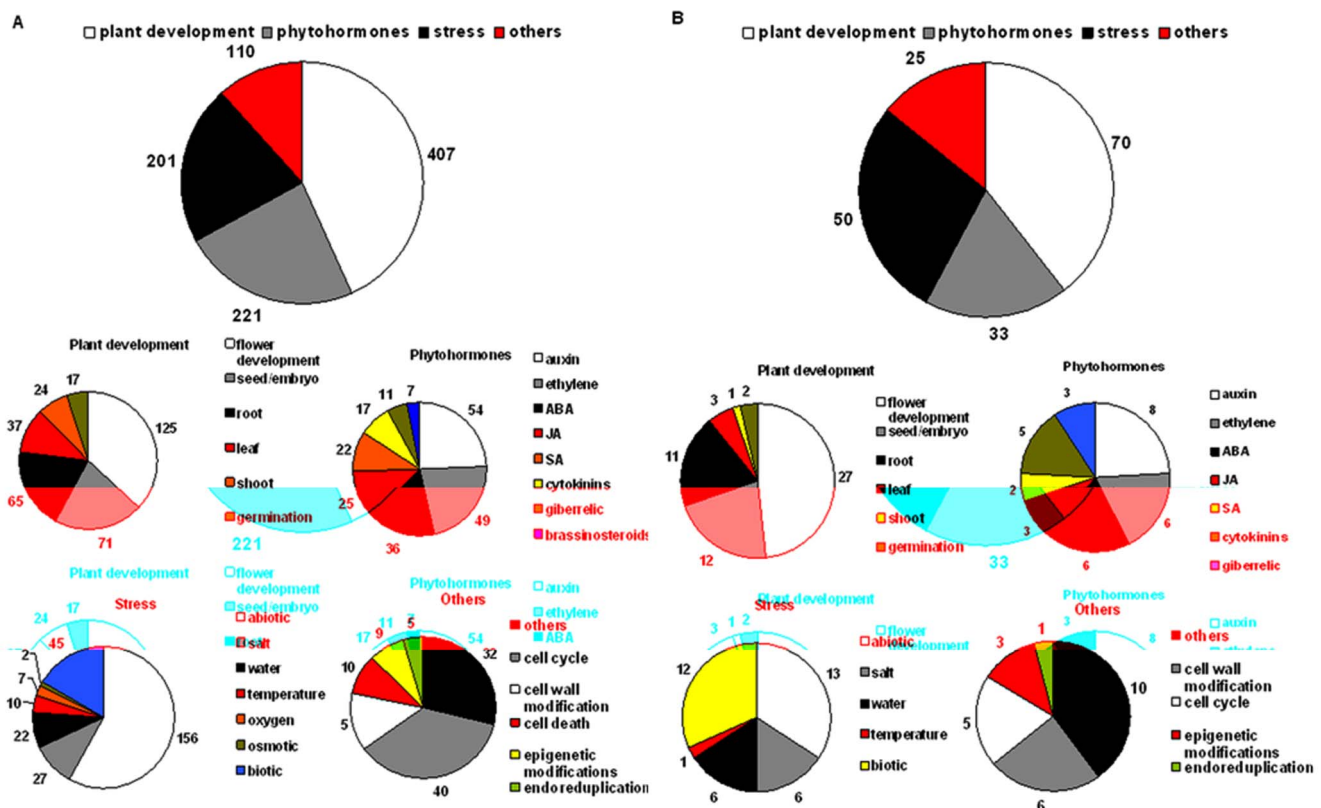 A
plant development phytohormones stress others
110
407
201
221
Plant development
flower
development
seed/embryo
root
leaf
shoot
germination
24
17
37
125
65
71
Phytohormones
auxin
ethylene
ABA
JA
SA
cytokinins
giberrelic
brassinosteroids
11
7
17
54
22
25
49
36
221
Plant development
flower
development
seed/embryo
24
17
Stress
abiotic
salt
water
temperature
oxygen
osmotic
biotic
45
2
7
10
22
27
156
Phytohormones
auxin
ethylene
ABA
17
11
7
54
Others
others
cell cycle
cell wall
modification
cell death
epigenetic
modifications
endoreduplication
9
5
10
32
5
40
B
plant development phytohormones stress others
25
70
50
33
Plant development
flower
development
seed/embryo
root
leaf
shoot
germination
3
1
2
11
27
12
Phytohormones
auxin
ethylene
ABA
JA
SA
cytokinins
giberrelic
3
8
5
2
3
6
6
33
Plant development
flower
development
3
1
2
Stress
abiotic
salt
water
temperature
biotic
12
13
1
6
6
Phytohormones
auxin
3
8
Others
others
cell wall
modification
cell cycle
epigenetic
modifications
endoreduplication
3
1
10
5
6